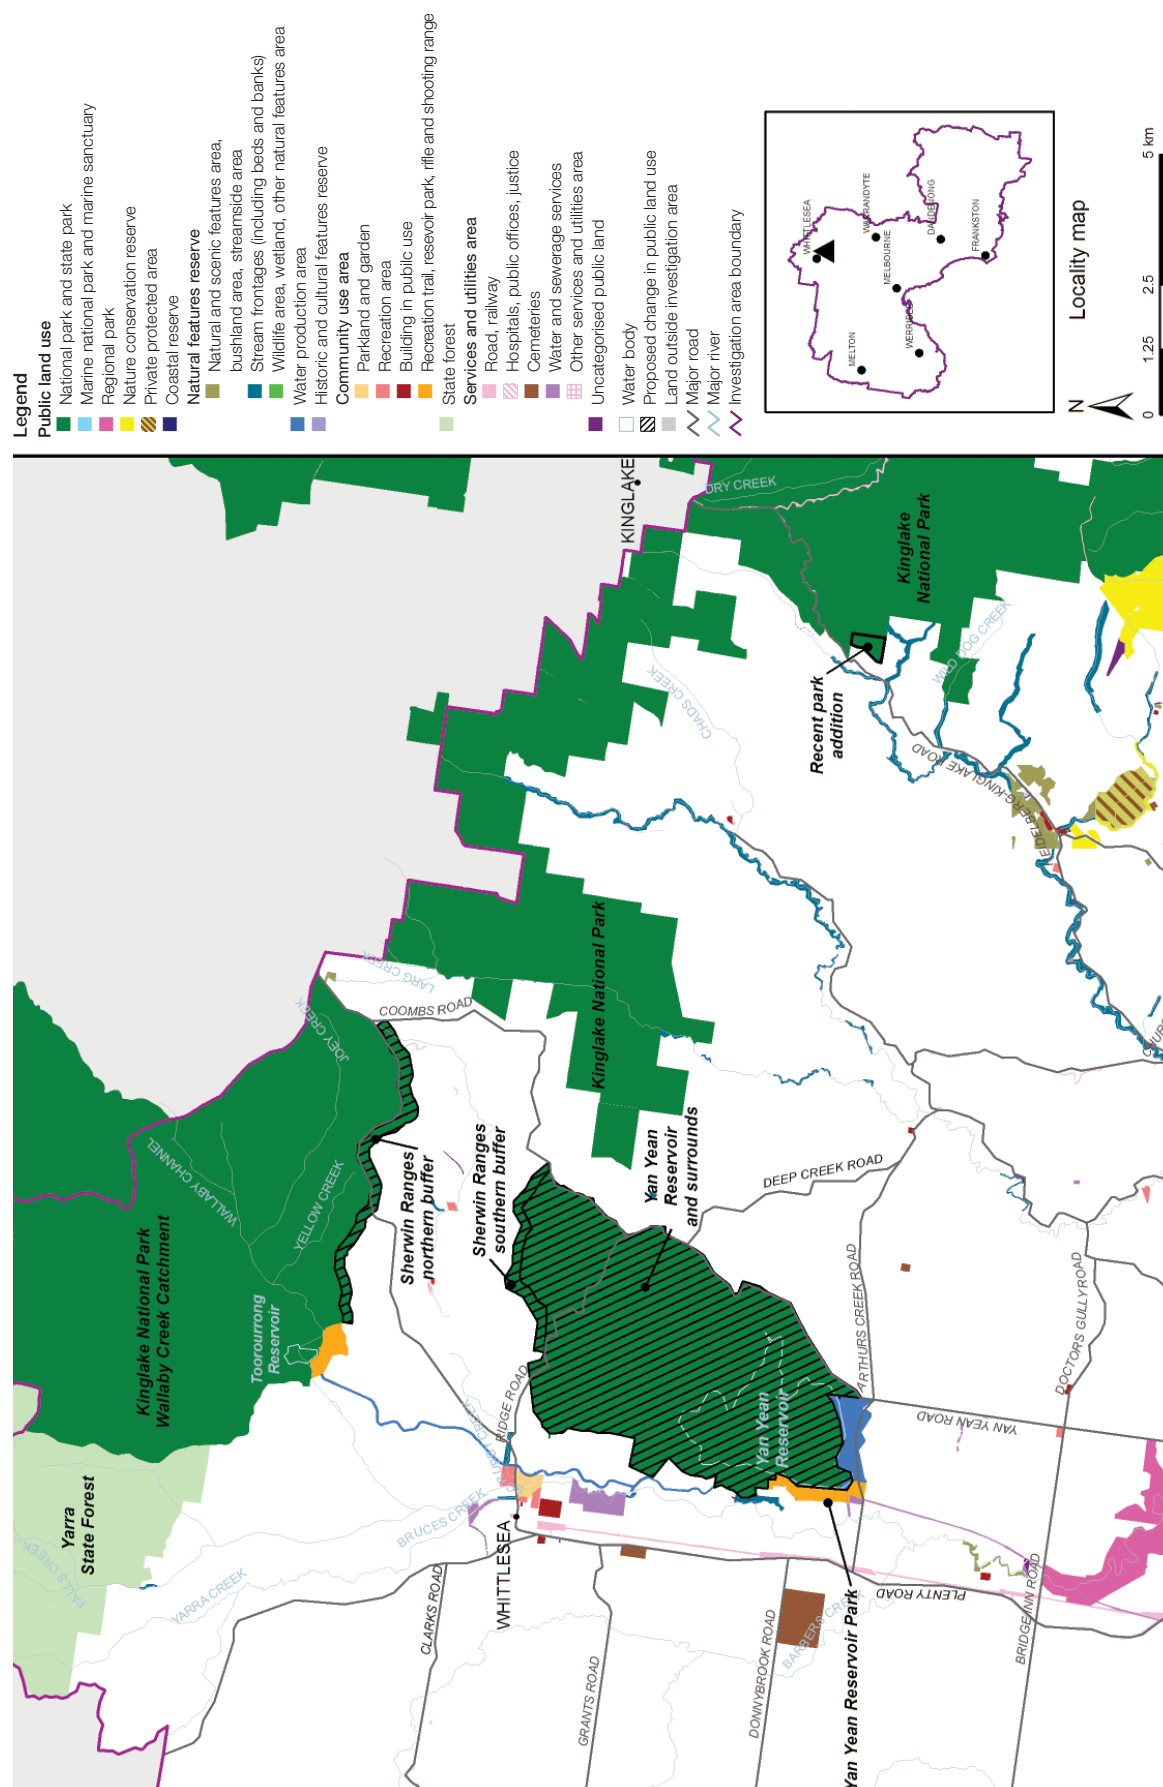 Legend
Public land use
National park and state park
Marine national park and marine sanctuary
Regional park
Nature conservation reserve
Private protected area
Coastal reserve
Natural features reserve
Natural and scenic features area,
bushland area, streamside area
Stream frontages (including beds and banks)
Wildlife area, wetland, other natural features area
Water production area
Historic and cultural features reserve
Community use area
Parkland and garden
Recreation area
Building in public use
Recreation trail, resevoir park, rifle and shooting range
State forest
Services and utilities area
Road, railway
Hospitals, public offices, justice
Cemeteries
Water and sewerage services
Other services and utilities area
Uncategorised public land
Water body
Proposed change in public land use
Land outside investigation area
Major road
Major river
Investigation area boundary
WHITTLESEA
WARRANDYTE
MELTON
MELBOURNE
DANDENONG
WERRIBEE
FRANKSTON
Locality map
N
0
1.25
2.5
5 km
KINGLAKE
DRY CREEK
Kinglake
National Park
WILD DOG CREEK
Recent park
addition
CHADS CREEK
HEIDELBERG-KINGLAKE ROAD
Kinglake National Park
LARG CREEK
COOMBS ROAD
JOEY CREEK
WALLABY CHANNEL
YELLOW CREEK
Kinglake National Park
Wallaby Creek Catchment
Toorourrong
Reservoir
Sherwin Ranges
northern buffer
Sherwin Ranges
southern buffer
Yan Yean
Reservoir
and surrounds
DEEP CREEK ROAD
ARTHURS CREEK ROAD
DOCTORS GULLY ROAD
YAN YEAN ROAD
Yan Yean
Reservoir
RIDGE ROAD
BRUCES CREEK
WHITTLESEA
Yarra
State Forest
FALLS CREEK
YARRA CREEK
CLARKS ROAD
GRANTS ROAD
DONNYBROOK ROAD
BARBERS CREEK
PLENTY ROAD
BRIDGE INN ROAD
Yan Yean Reservoir Park